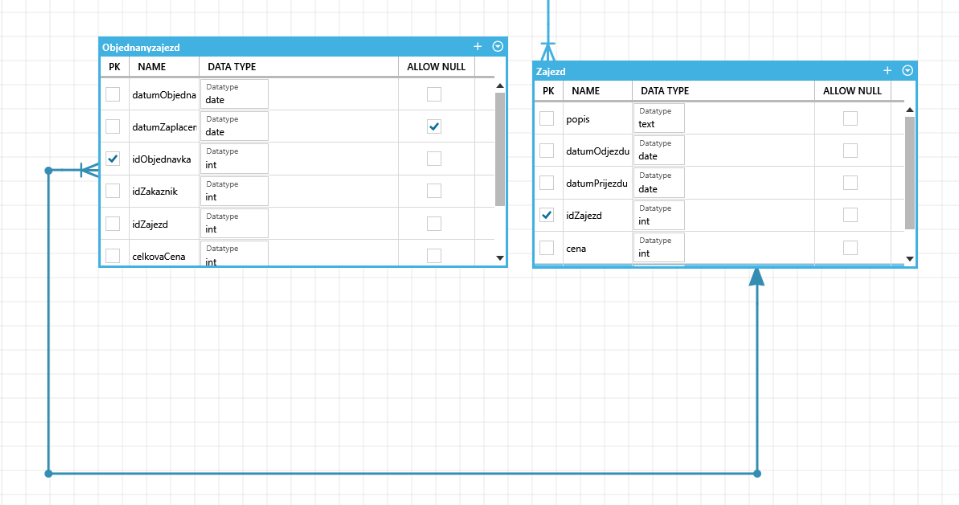 Objednanyzajezd
PK NAME DATA TYPE ALLOW NULL
datumObjedna Datatype date
datumZaplacen Datatype date
idObjednavka Datatype int
idZakaznik Datatype int
idZajezd Datatype int
celkovaCena Datatype int
Zajezd
PK NAME DATA TYPE ALLOW NULL
popis Datatype text
datumOdjezdu Datatype date
datumPrijezdu Datatype date
idZajezd Datatype int
cena Datatype int